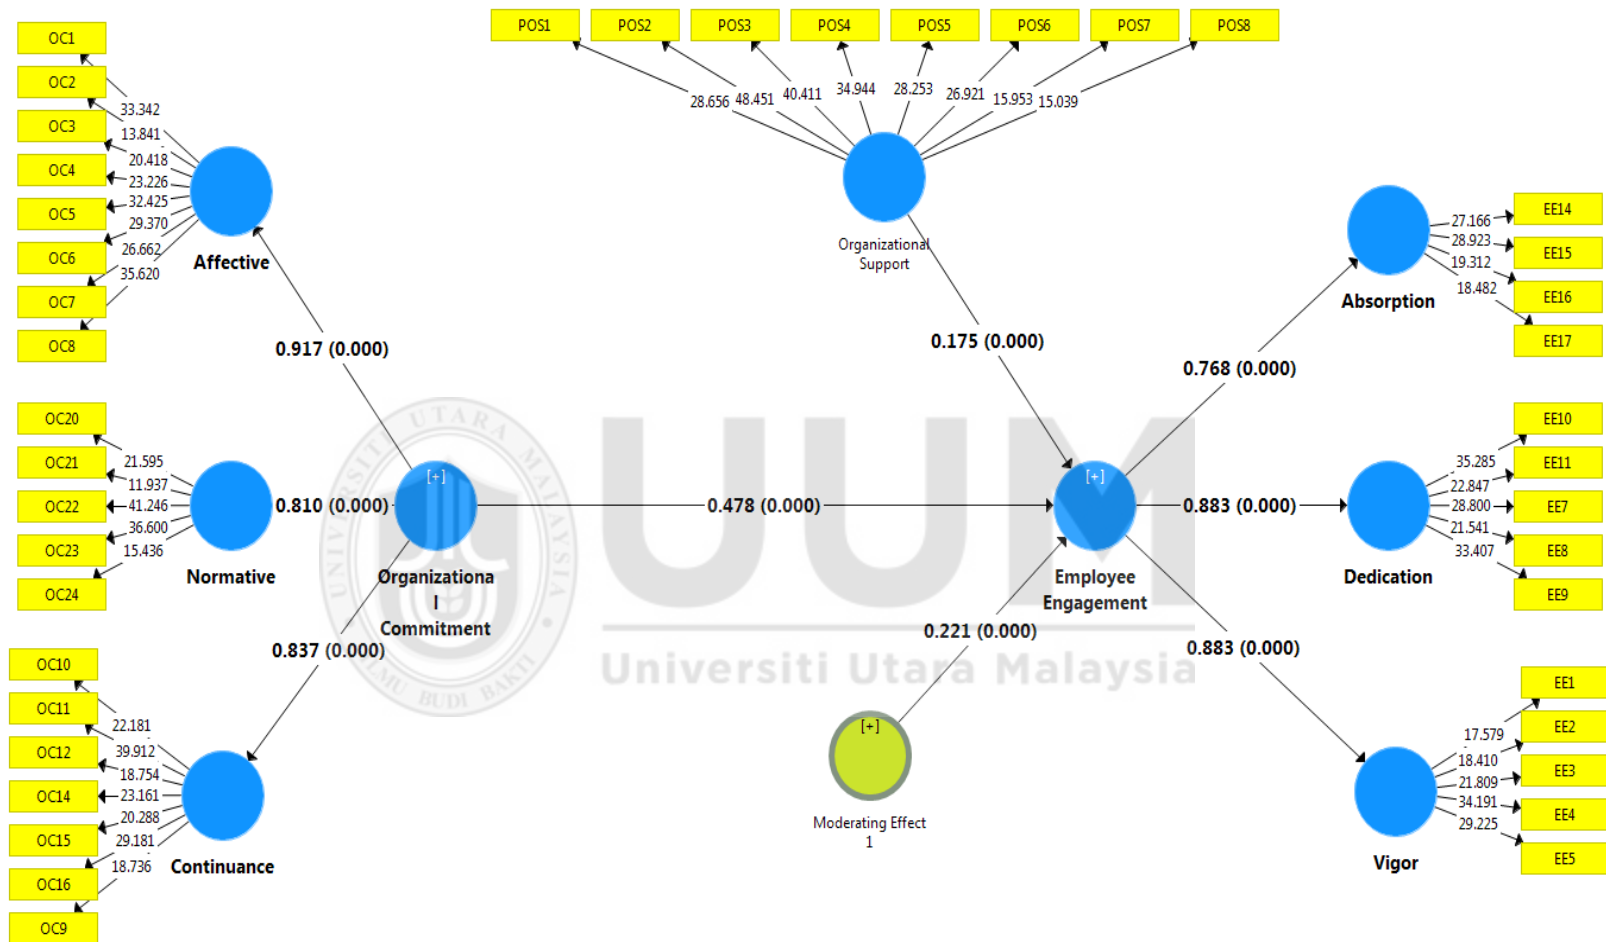 OC1
OC2
OC3
OC4
OC5
OC6
OC7
OC8
33.342
13.841
20.418
23.226
32.425
29.370
26.662
35.620
Affective
POS1
POS2
POS3
POS4
POS5
POS6
POS7
POS8
28.656
48.451
40.411
34.944
28.253
26.921
15.953
15.039
Organizational
Support
EE14
EE15
EE16
EE17
27.166
28.923
19.312
18.482
Absorption
0.917 (0.000)
0.175 (0.000)
0.768 (0.000)
OC20
OC21
OC22
OC23
OC24
21.595
11.937
41.246
36.600
15.436
Normative
0.810 (0.000)
[+]
Organizationa
l
Commitment
0.478 (0.000)
[+]
Employee
Engagement
0.883 (0.000)
EE10
EE11
EE7
EE8
EE9
35.285
22.847
28.800
21.541
33.407
Dedication
UNIVERSITI UTARA MALAYSIA
ILMU BUDI BAKTI
UUM
Universiti Utara Malaysia
0.837 (0.000)
0.221 (0.000)
0.883 (0.000)
OC10
OC11
OC12
OC14
OC15
OC16
OC9
22.181
39.912
18.754
23.161
20.288
29.181
18.736
Continuance
[+]
Moderating Effect
1
EE1
EE2
EE3
EE4
EE5
17.579
18.410
21.809
34.191
29.225
Vigor